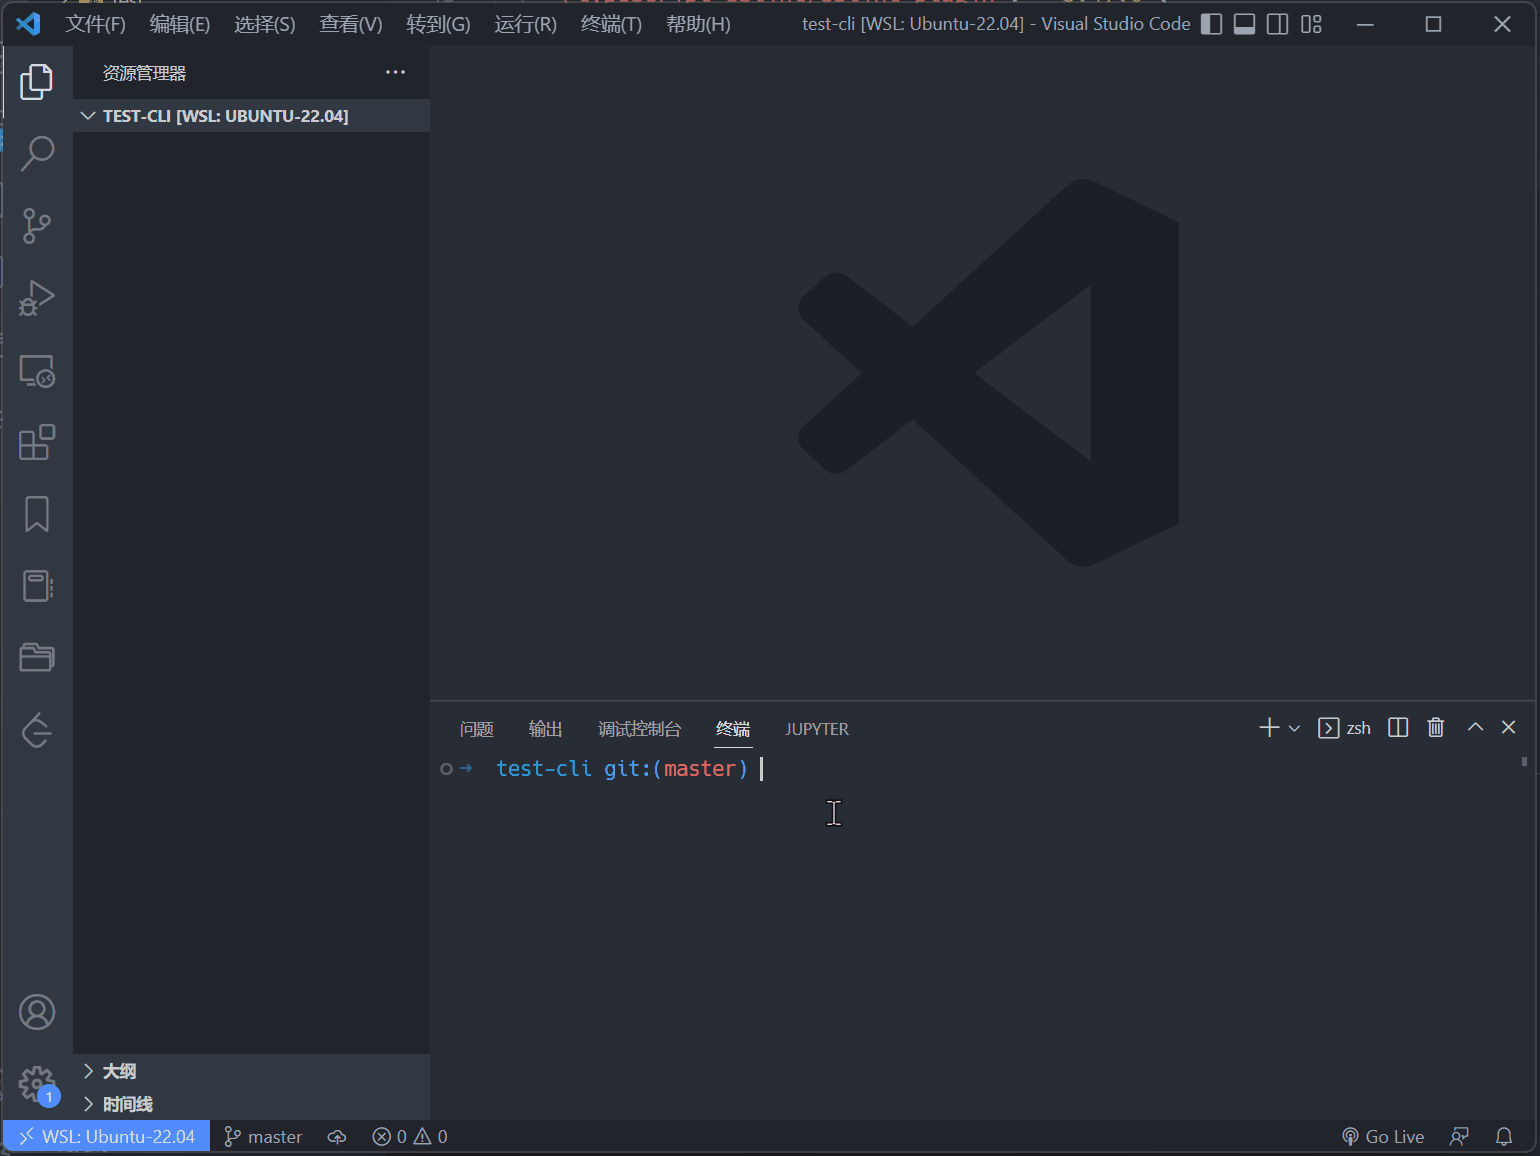 文件(F) 编辑(E) 选择(S) 查看(V) 转到(G) 运行(R) 终端(T) 帮助(H) test-cli [WSL: Ubuntu-22.04] - Visual Studio Code
资源管理器
TEST-CLI [WSL: UBUNTU-22.04]
问题 输出 调试控制台 终端 JUPYTER zsh
test-cli git:(master)
大纲
1
时间线
WSL: Ubuntu-22.04 master 0 0 Go Live